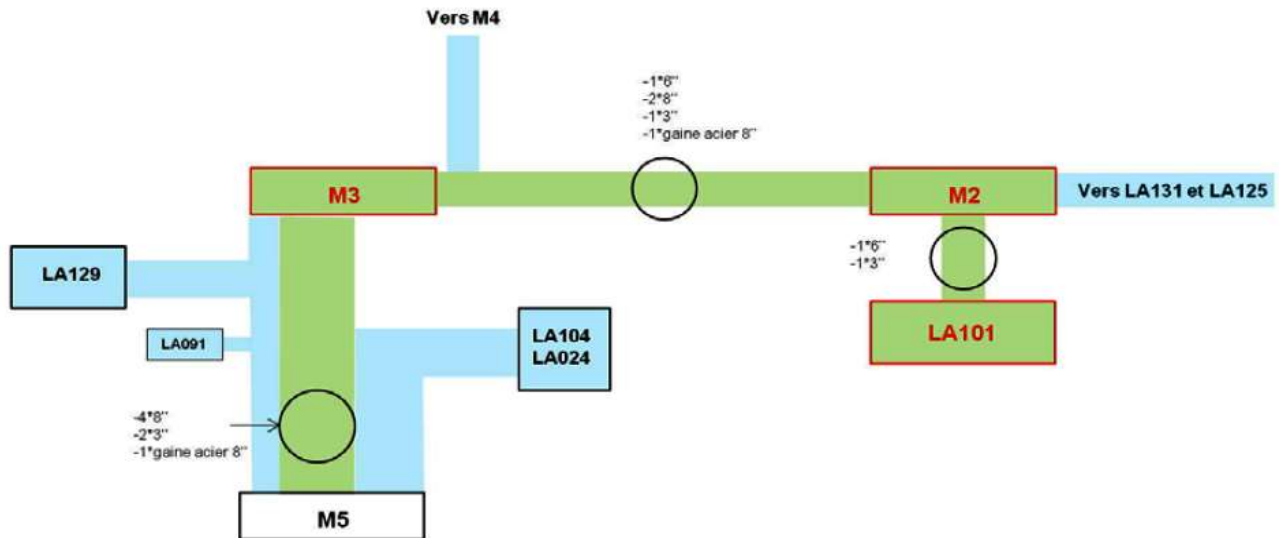 Vers M4
-1*6"
-2*8"
-1*3"
-1*gaine acier 8"
M3
M2
Vers LA131 et LA125
-1*6"
-1*3"
LA129
LA101
LA091
LA104
LA024
-4*8"
-2*3"
-1*gaine acier 8"
M5